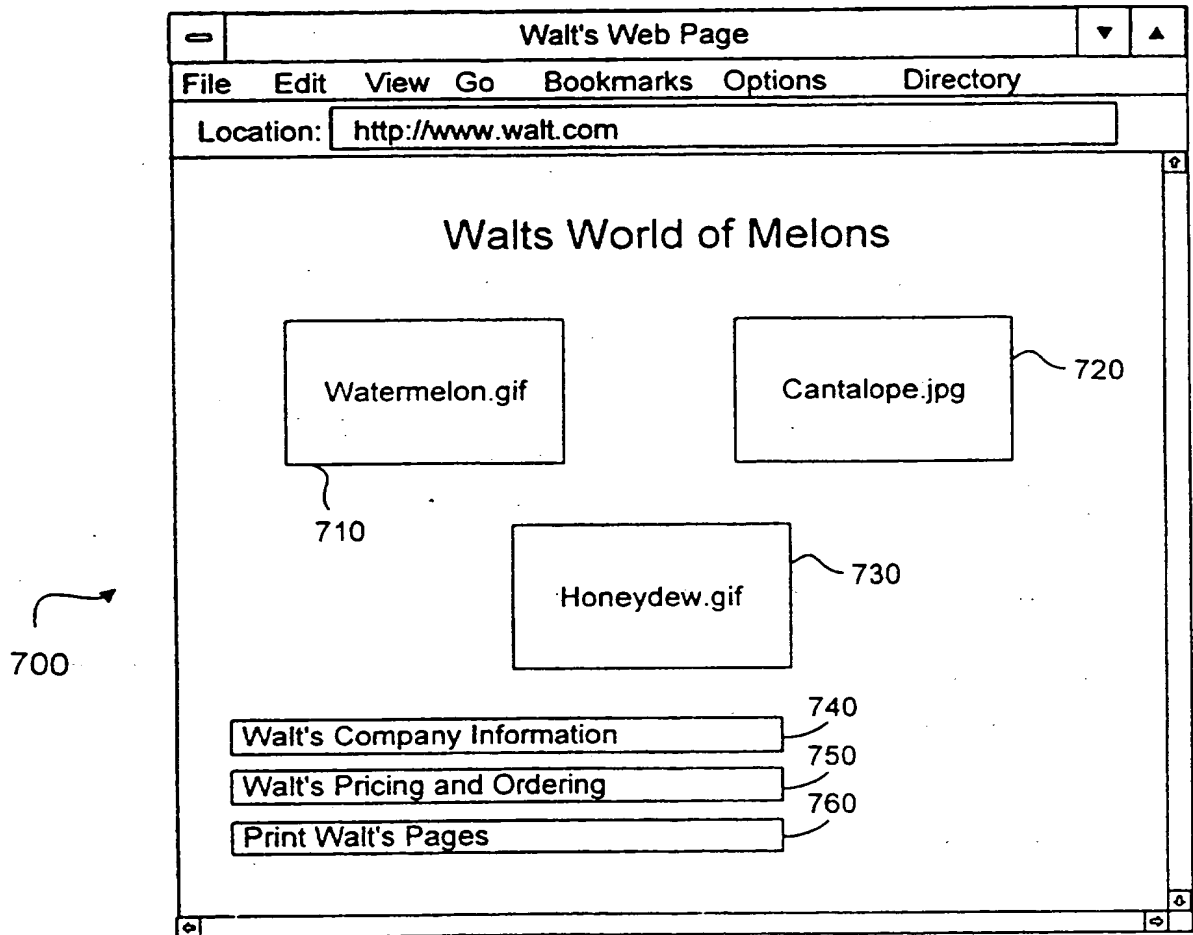 Walt's Web Page
File Edit View Go Bookmarks Options Directory
Location: http://www.walt.com
Walts World of Melons
Watermelon.gif
Cantalope.jpg
720
710
Honeydew.gif
730
700
740
Walt's Company Information
750
Walt's Pricing and Ordering
760
Print Walt's Pages